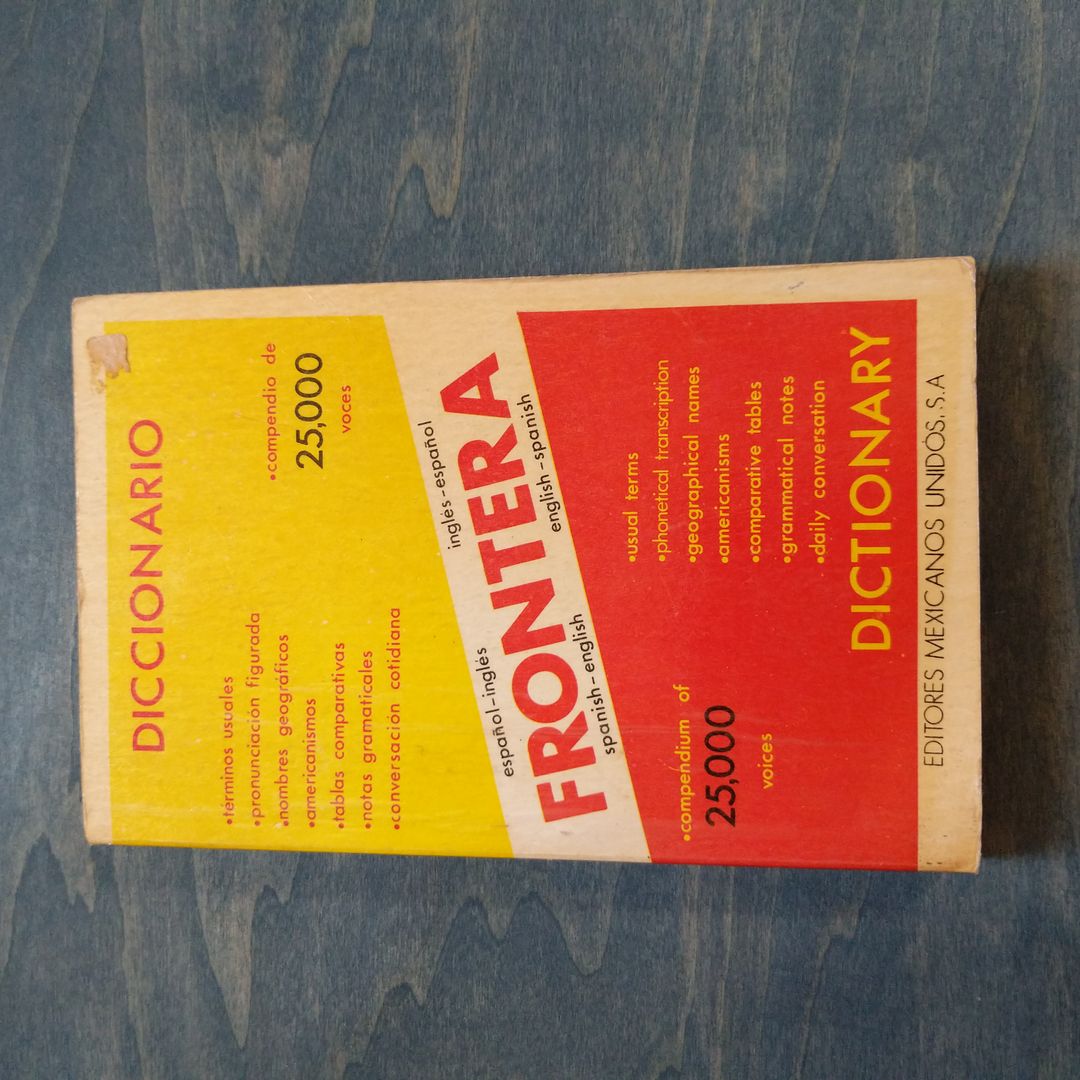 DICCIONARIO
•términos usuales
•pronunciación figurada
•nombres geográficos
•americanismos
•tablas comparativas
•notas gramaticales
•conversación cotidiana
•compendio de
25,000
voces
español-inglés
inglés-español
FRONTERA
spanish-english
english-spanish
•compendium of
25,000
voices
•usual terms
•phonetical transcription
•geographical names
•americanisms
•comparative tables
•grammatical notes
•daily conversation
DICTIONARY
EDITORES MEXICANOS UNIDOS, S.A